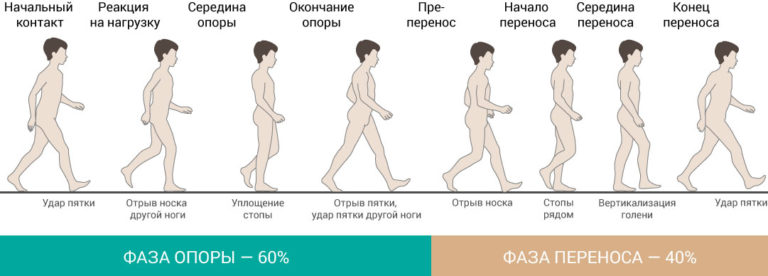 Начальный
контакт
Реакция
на нагрузку
Середина
опоры
Окончание
опоры
Пре-
перенос
Начало
переноса
Середина
переноса
Конец
переноса
Удар пятки
Отрыв носка
другой ноги
Уплощение
стопы
Отрыв пятки,
удар пятки другой ноги
Отрыв носка
Стопы
рядом
Вертикализация
голени
Удар пятки
ФАЗА ОПОРЫ — 60%
ФАЗА ПЕРЕНОСА — 40%